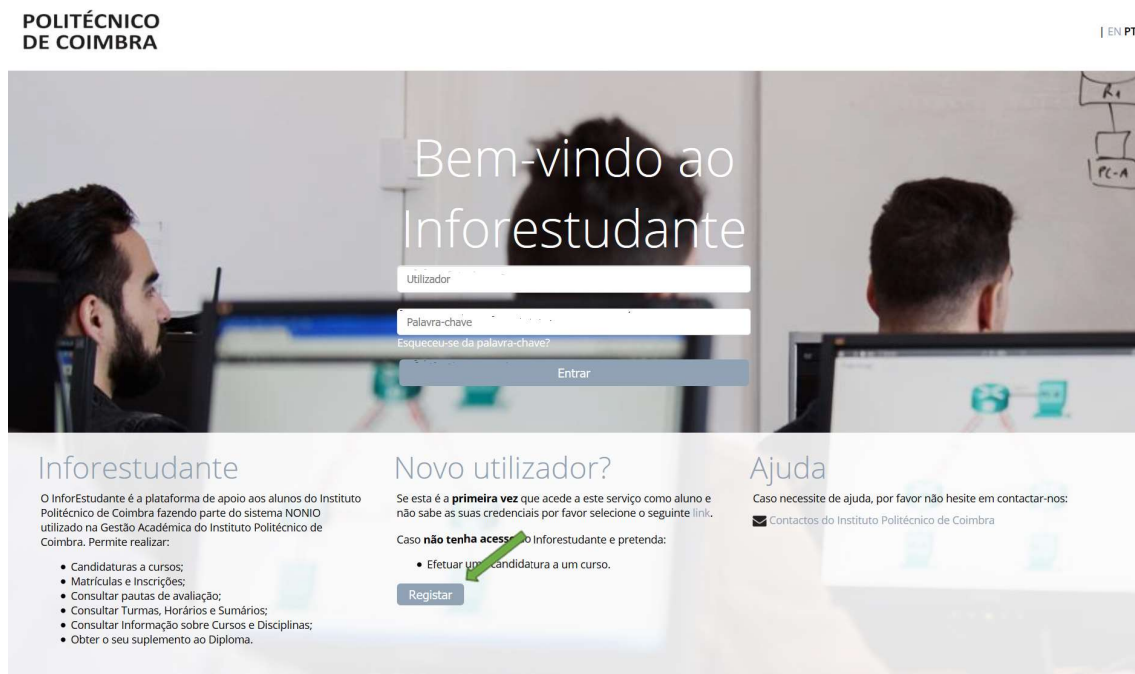 POLITÉCNICO
DE COIMBRA
| EN PT
R1
PC-A
Bem-vindo ao
Inforestudante
Utilizador
Palavra-chave
Esqueceu-se da palavra-chave?
Entrar
Inforestudante
O InforEstudante é a plataforma de apoio aos alunos do Instituto
Politécnico de Coimbra fazendo parte do sistema NONIO
utilizado na Gestão Académica do Instituto Politécnico de
Coimbra. Permite realizar:
• Candidaturas a cursos;
• Matrículas e Inscrições;
• Consultar pautas de avaliação;
• Consultar Turmas, Horários e Sumários;
• Consultar Informação sobre Cursos e Disciplinas;
• Obter o seu suplemento ao Diploma.
Novo utilizador?
Se esta é a primeira vez que acede a este serviço como aluno e
não sabe as suas credenciais por favor selecione o seguinte link.
Caso não tenha acesso ao Inforestudante e pretenda:
• Efetuar uma candidatura a um curso.
Registar
Ajuda
Caso necessite de ajuda, por favor não hesite em contactar-nos:
Contactos do Instituto Politécnico de Coimbra